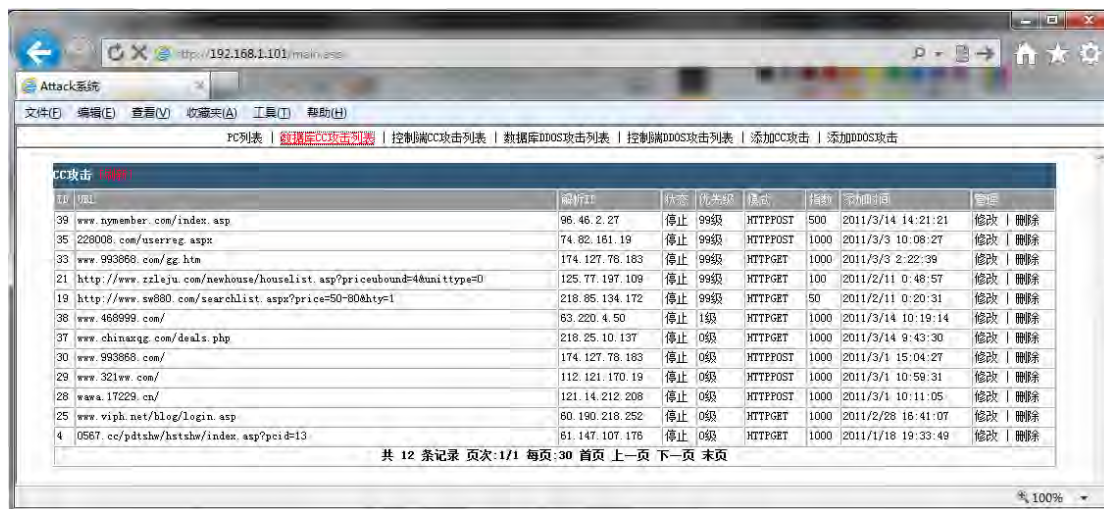 192.168.1.101/main.asp
Attack系统
文件(F) 编辑(E) 查看(V) 收藏夹(A) 工具(T) 帮助(H)
PC列表 | 数据库CC攻击列表 | 控制端CC攻击列表 | 数据库DDOS攻击列表 | 控制端DDOS攻击列表 | 添加CC攻击 | 添加DDOS攻击
CC攻击
ID URL 解析IP 状态 优先级 模式 指数 添加时间 管理
39 www.nymember.com/index.asp 96.46.2.27 停止 99级 HTTPPOST 500 2011/3/14 14:21:21 修改 | 删除
35 228008.com/userreg.aspx 74.82.161.19 停止 99级 HTTPPOST 1000 2011/3/3 10:08:27 修改 | 删除
33 www.993868.com/gg.htm 174.127.78.183 停止 99级 HTTPGET 1000 2011/3/3 2:22:39 修改 | 删除
21 http://www.zzleju.com/newhouse/houselist.asp?priceubound=4&unittype=0 125.77.197.109 停止 99级 HTTPGET 100 2011/2/11 0:48:57 修改 | 删除
19 http://www.sw880.com/searchlist.aspx?price=50-80&hty=1 218.85.134.172 停止 99级 HTTPGET 50 2011/2/11 0:20:31 修改 | 删除
38 www.468999.com/ 63.220.4.50 停止 1级 HTTPGET 1000 2011/3/14 10:19:14 修改 | 删除
37 www.chinaxqg.com/deals.php 218.25.10.137 停止 0级 HTTPGET 1000 2011/3/14 9:43:30 修改 | 删除
30 www.993868.com/ 174.127.78.183 停止 0级 HTTPPOST 1000 2011/3/1 15:04:27 修改 | 删除
29 www.321ww.com/ 112.121.170.19 停止 0级 HTTPPOST 1000 2011/3/1 10:59:31 修改 | 删除
28 wawa.17229.cn/ 121.14.212.208 停止 0级 HTTPPOST 1000 2011/3/1 10:11:05 修改 | 删除
25 www.viph.net/blog/login.asp 60.190.218.252 停止 0级 HTTPGET 1000 2011/2/28 16:41:07 修改 | 删除
4 0567.cc/pdtshw/hstshw/index.asp?pcid=13 61.147.107.176 停止 0级 HTTPGET 1000 2011/1/18 19:33:49 修改 | 删除
共 12 条记录 页次:1/1 每页:30 首页 上一页 下一页 末页
100%